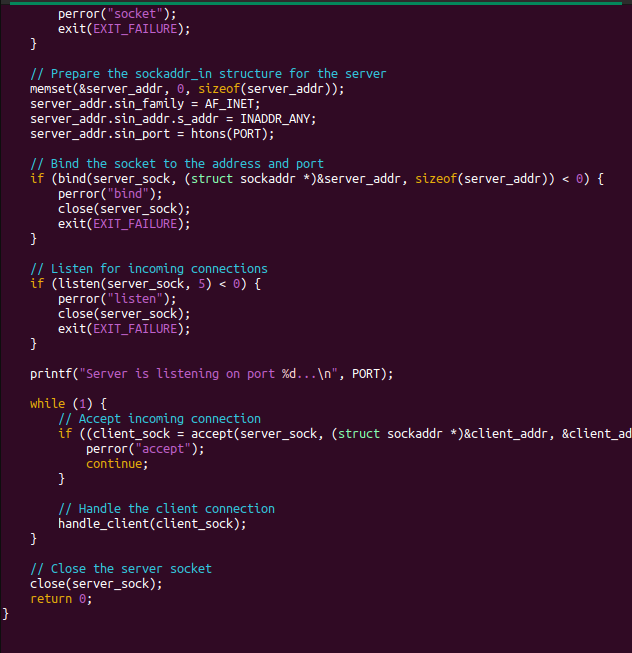 perror("socket");
        exit(EXIT_FAILURE);
    }

    // Prepare the sockaddr_in structure for the server
    memset(&server_addr, 0, sizeof(server_addr));
    server_addr.sin_family = AF_INET;
    server_addr.sin_addr.s_addr = INADDR_ANY;
    server_addr.sin_port = htons(PORT);

    // Bind the socket to the address and port
    if (bind(server_sock, (struct sockaddr *)&server_addr, sizeof(server_addr)) < 0) {
        perror("bind");
        close(server_sock);
        exit(EXIT_FAILURE);
    }

    // Listen for incoming connections
    if (listen(server_sock, 5) < 0) {
        perror("listen");
        close(server_sock);
        exit(EXIT_FAILURE);
    }

    printf("Server is listening on port %d...\n", PORT);

    while (1) {
        // Accept incoming connection
        if ((client_sock = accept(server_sock, (struct sockaddr *)&client_addr, &client_ad
            perror("accept");
            continue;
        }

        // Handle the client connection
        handle_client(client_sock);
    }

    // Close the server socket
    close(server_sock);
    return 0;
}